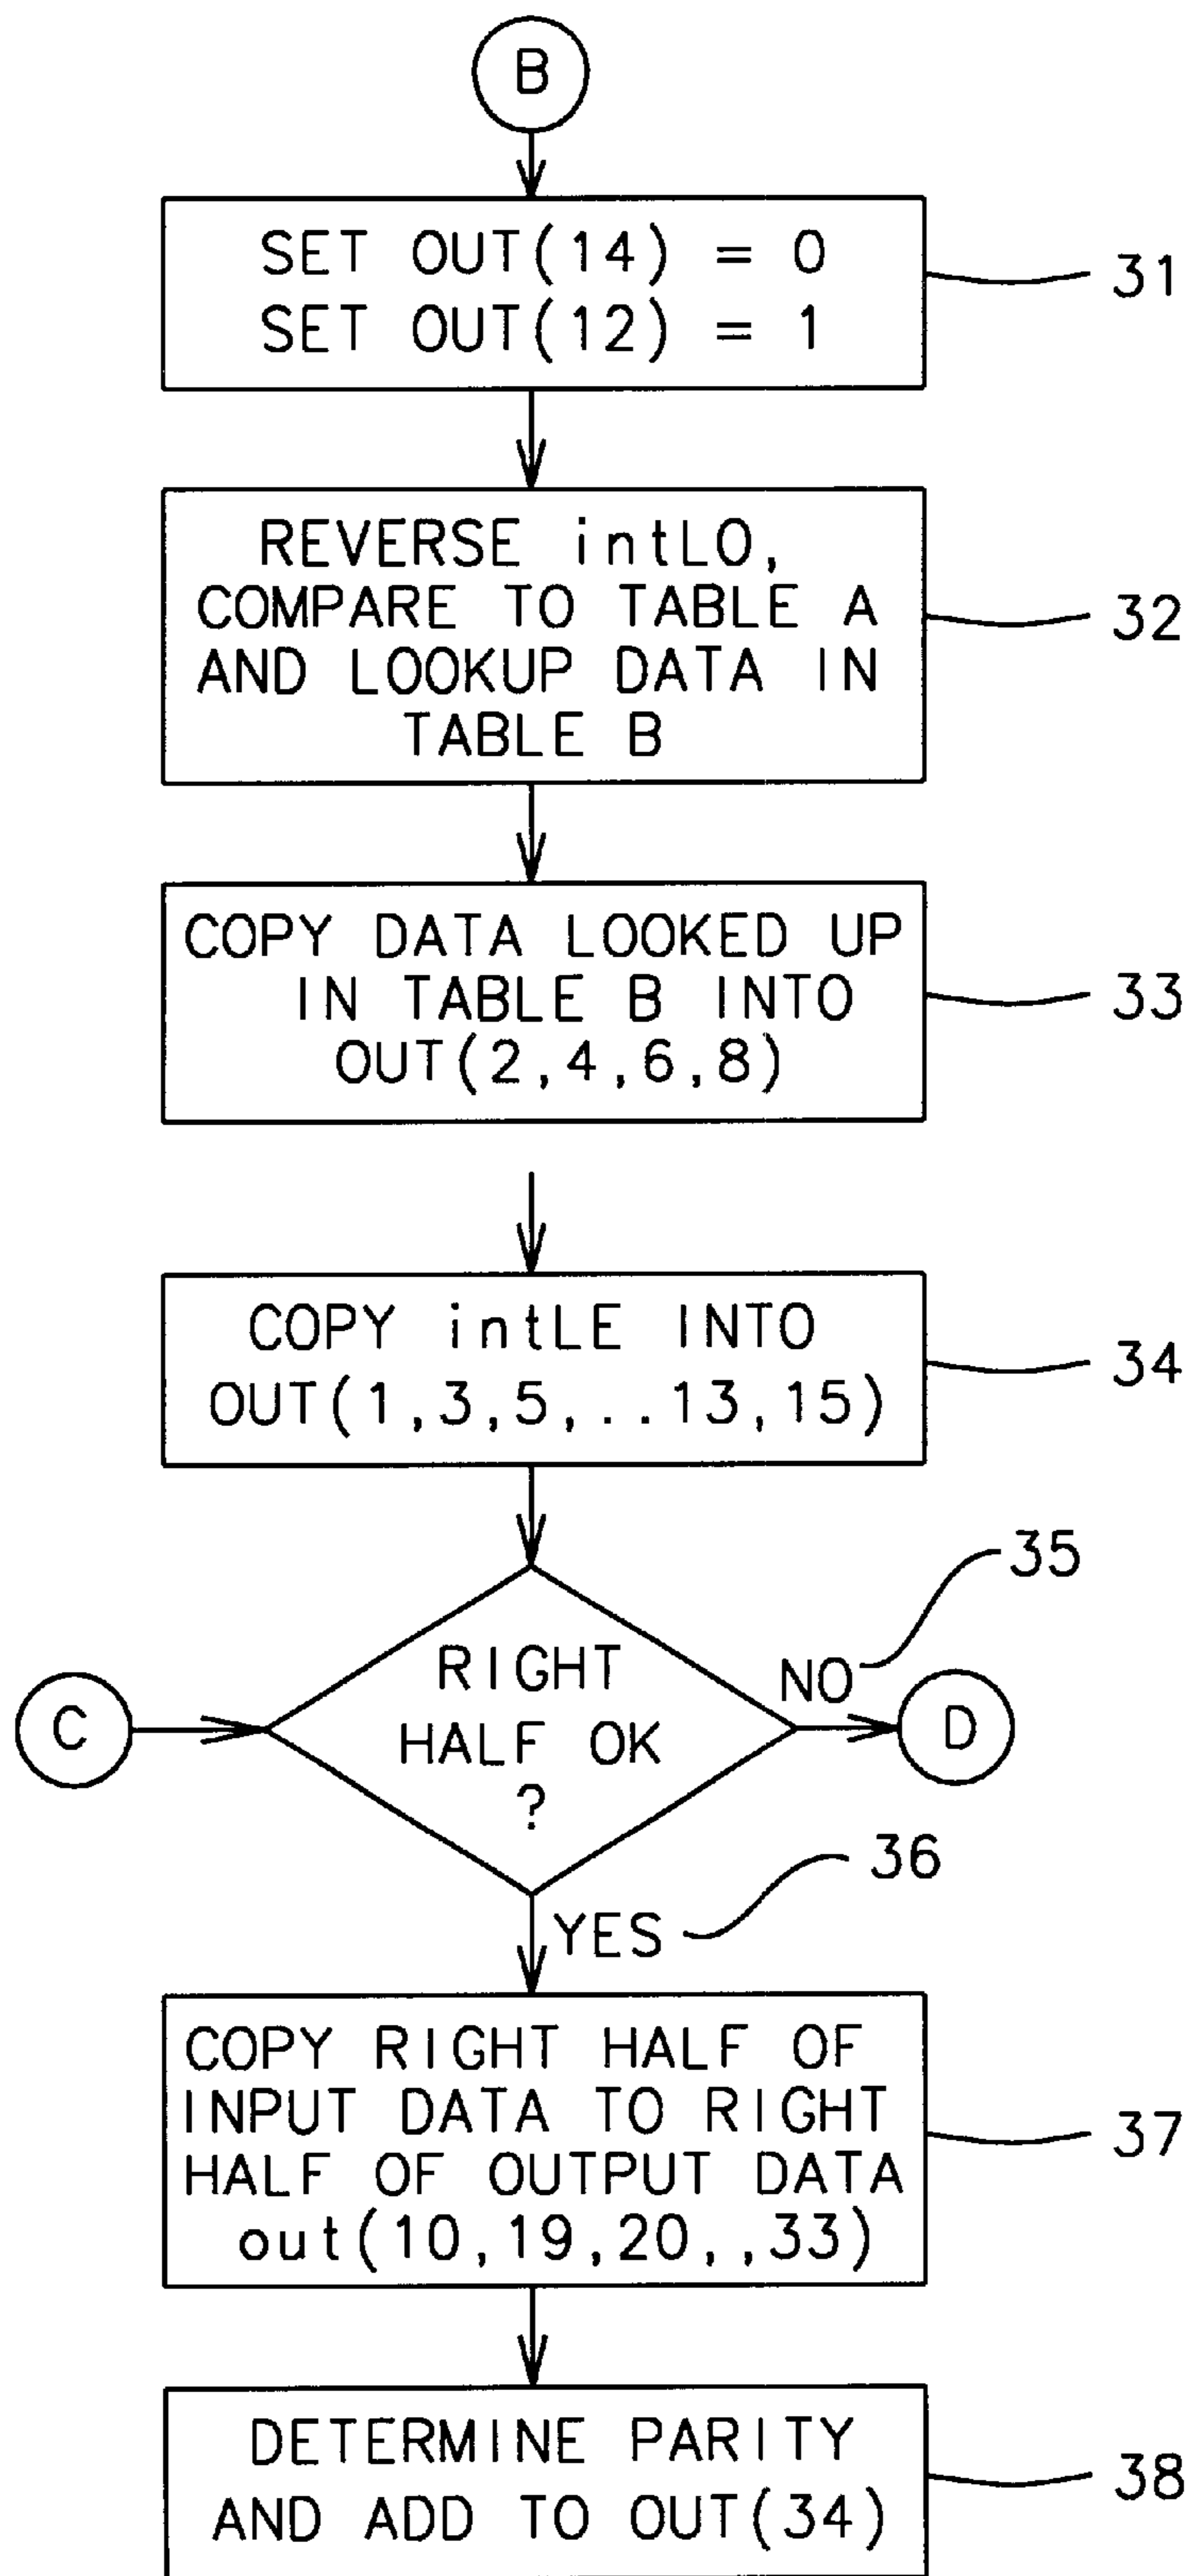 B
SET OUT(14) = 0
SET OUT(12) = 1
31
REVERSE intLO,
COMPARE TO TABLE A
AND LOOKUP DATA IN
TABLE B
32
COPY DATA LOOKED UP
IN TABLE B INTO
OUT(2,4,6,8)
33
COPY intLE INTO
OUT(1,3,5,..13,15)
34
35
RIGHT
HALF OK
?
C
NO
D
36
YES
COPY RIGHT HALF OF
INPUT DATA TO RIGHT
HALF OF OUTPUT DATA
out(10,19,20,,33)
37
DETERMINE PARITY
AND ADD TO OUT(34)
38